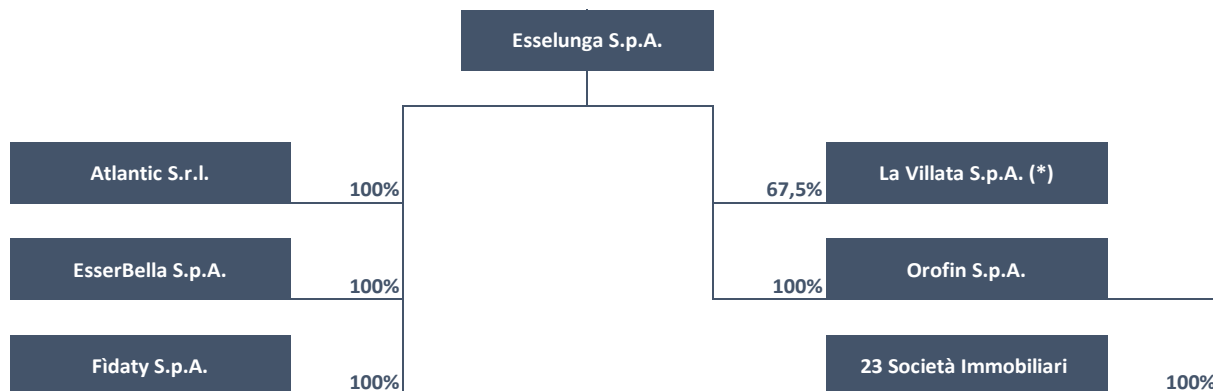 Esselunga S.p.A.
Atlantic S.r.l.
100%
67,5%
La Villata S.p.A. (*)
EsserBella S.p.A.
100%
100%
Orofin S.p.A.
Fìdaty S.p.A.
100%
23 Società Immobiliari
100%